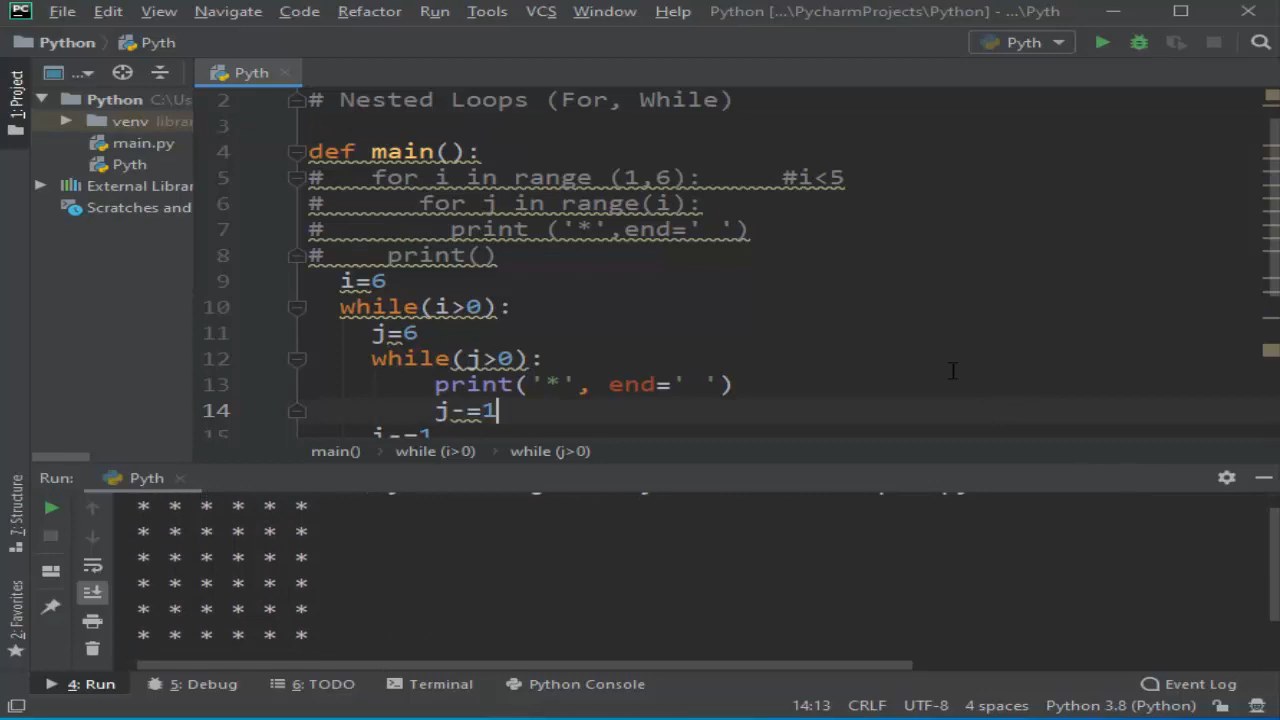 PC File Edit View Navigate Code Refactor Run Tools VCS Window Help Python [...\PycharmProjects\Python] - ...\Pyth
Python Pyth Pyth
1: Project
... Pyth
Python C:\Us
venv librar
main.py
Pyth
External Librar
Scratches and
2 # Nested Loops (For, While)
3
4 def main():
5 # for i in range (1,6): #i<5
6 # for j in range(i):
7 # print ('*',end=' ')
8 # print()
9 i=6
10 while(i>0):
11 j=6
12 while(j>0):
13 print('*', end=' ')
14 j-=1
15 i-=1
main() while (i>0) while (j>0)
Run: Pyth
* * * * * *
* * * * * *
* * * * * *
* * * * * *
* * * * * *
* * * * * *
7: Structure
2: Favorites
4: Run 5: Debug 6: TODO Terminal Python Console Event Log
14:13 CRLF UTF-8 4 spaces Python 3.8 (Python)